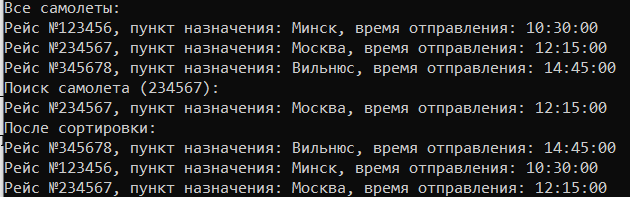 Все самолеты:
Рейс №123456, пункт назначения: Минск, время отправления: 10:30:00
Рейс №234567, пункт назначения: Москва, время отправления: 12:15:00
Рейс №345678, пункт назначения: Вильнюс, время отправления: 14:45:00
Поиск самолета (234567):
Рейс №234567, пункт назначения: Москва, время отправления: 12:15:00
После сортировки:
Рейс №345678, пункт назначения: Вильнюс, время отправления: 14:45:00
Рейс №123456, пункт назначения: Минск, время отправления: 10:30:00
Рейс №234567, пункт назначения: Москва, время отправления: 12:15:00